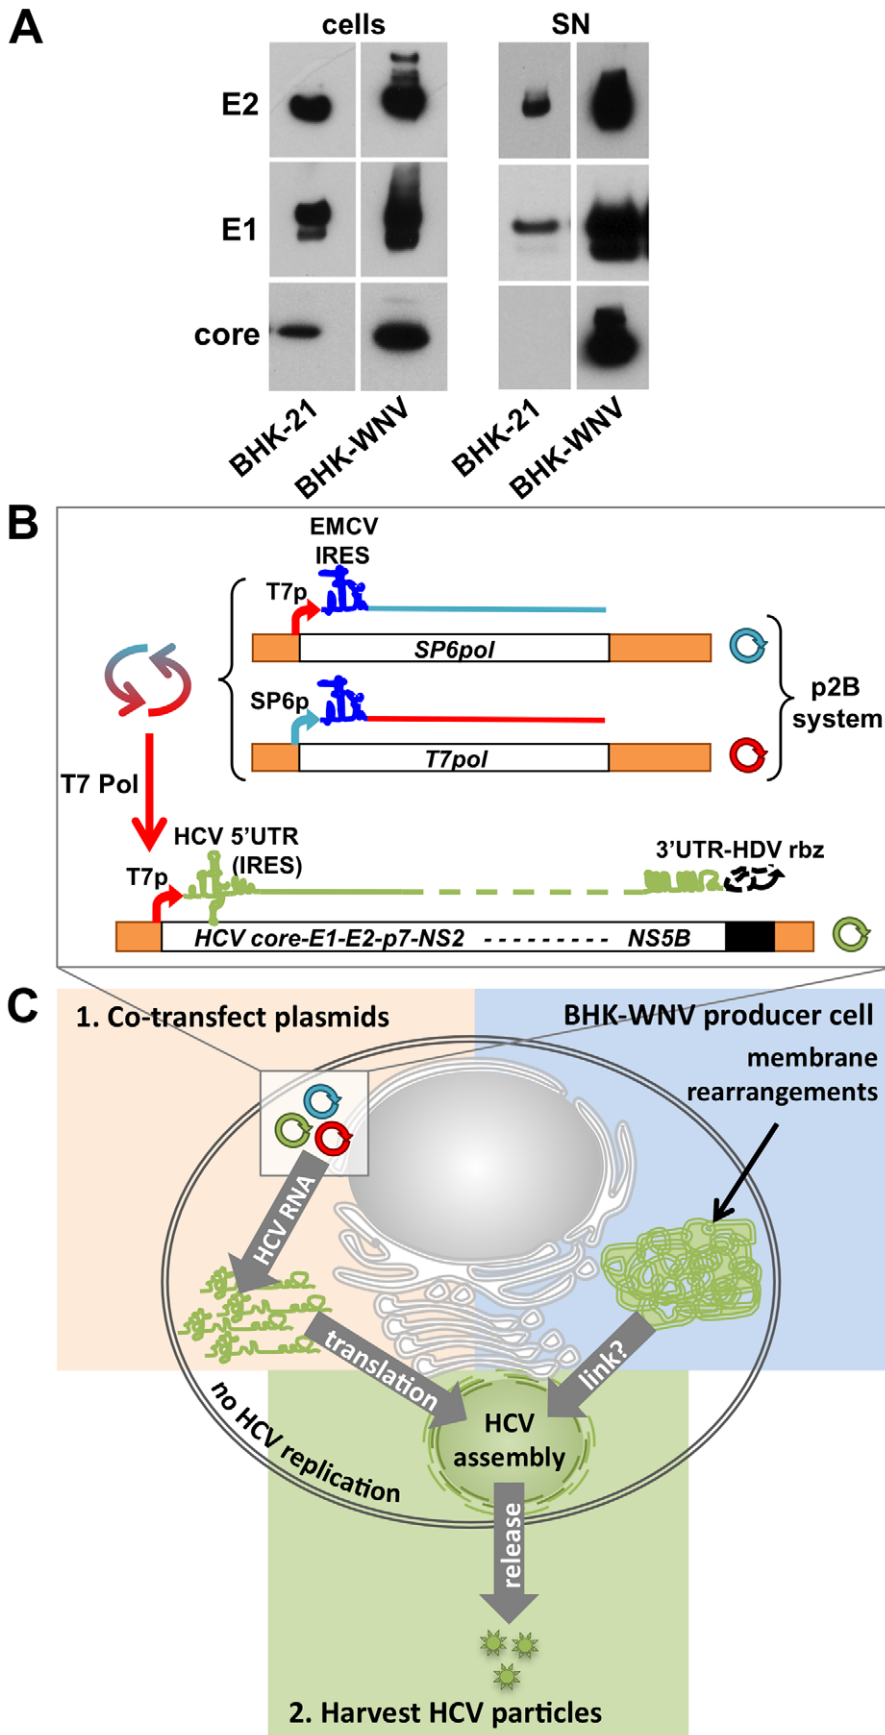 A
cells
SN
E2
E1
core
BHK-21
BHK-WNV
BHK-21
BHK-WNV
B
EMCV
IRES
T7p
SP6pol
SP6p
T7pol
p2B
system
T7 Pol
HCV 5’UTR
(IRES)
3’UTR-HDV rbz
T7p
HCV core-E1-E2-p7-NS2 - - - - - - - - - NS5B
C
1. Co-transfect plasmids
BHK-WNV producer cell
membrane
rearrangements
HCV RNA
translation
link?
no HCV replication
HCV
assembly
release
2. Harvest HCV particles